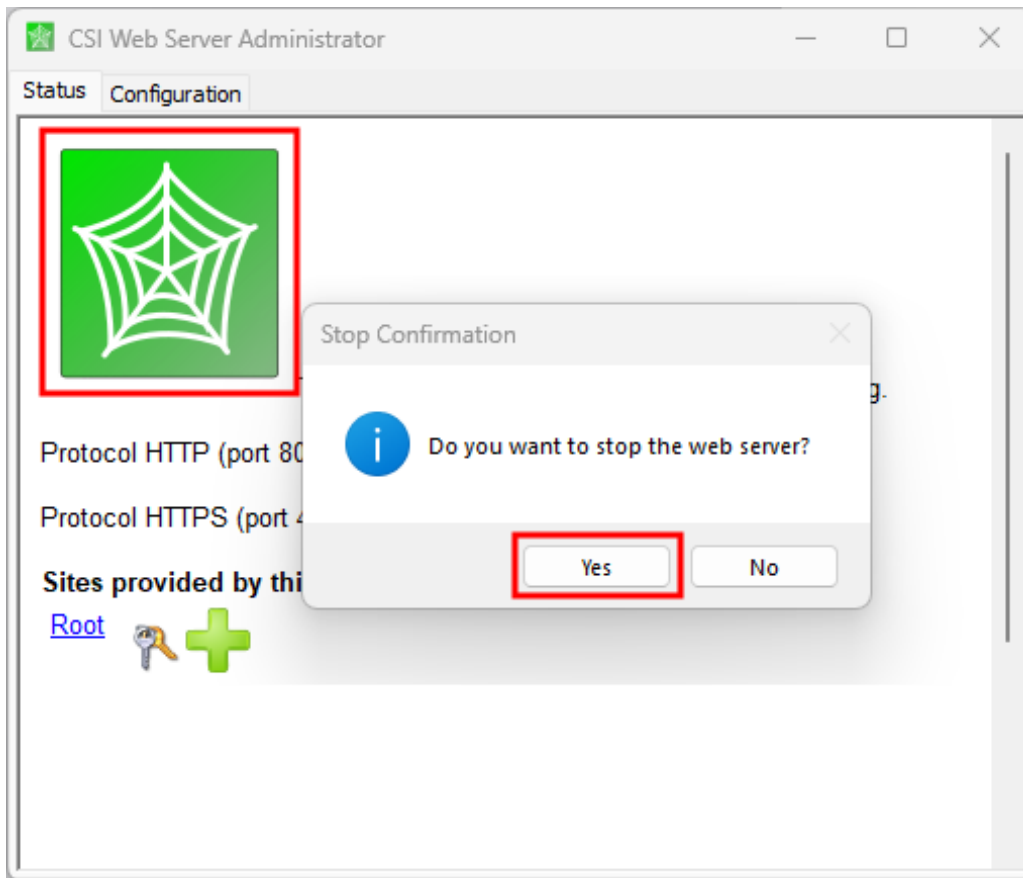 CSI Web Server Administrator
Status Configuration
Stop Confirmation
g.
Do you want to stop the web server?
Protocol HTTP (port 80
Protocol HTTPS (port
Yes No
Sites provided by thi
Root